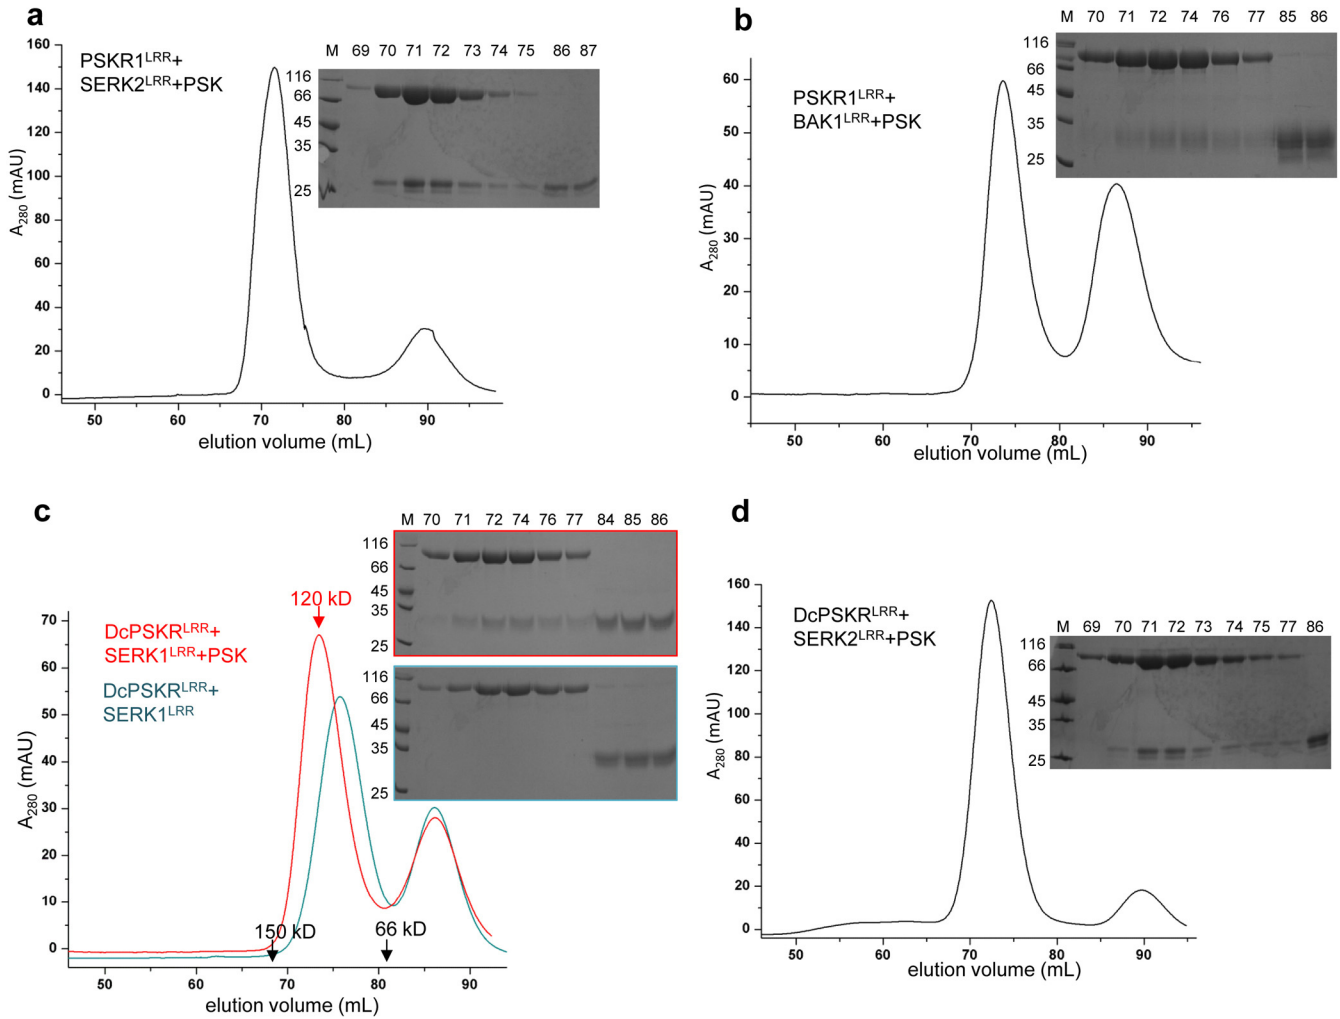 a
PSKR1LRR+
SERK2LRR+PSK
M 69 70 71 72 73 74 75 86 87
116
66
45
35
25
160
140
120
100
80
60
40
20
0
A280 (mAU)
50 60 70 80 90
elution volume (mL)
b
PSKR1LRR+
BAK1LRR+PSK
M 70 71 72 74 76 77 85 86
116
66
45
35
25
60
50
40
30
20
10
0
A280 (mAU)
50 60 70 80 90
elution volume (mL)
c
120 kD
DcPSKRLRR+
SERK1LRR+PSK
DcPSKRLRR+
SERK1LRR
M 70 71 72 74 76 77 84 85 86
116
66
45
35
25
116
66
45
35
25
70
60
50
40
30
20
10
0
A280 (mAU)
150 kD 66 kD
50 60 70 80 90
elution volume (mL)
d
DcPSKRLRR+
SERK2LRR+PSK
M 69 70 71 72 73 74 75 77 86
116
66
45
35
25
160
140
120
100
80
60
40
20
0
A280 (mAU)
50 60 70 80 90
elution volume (mL)